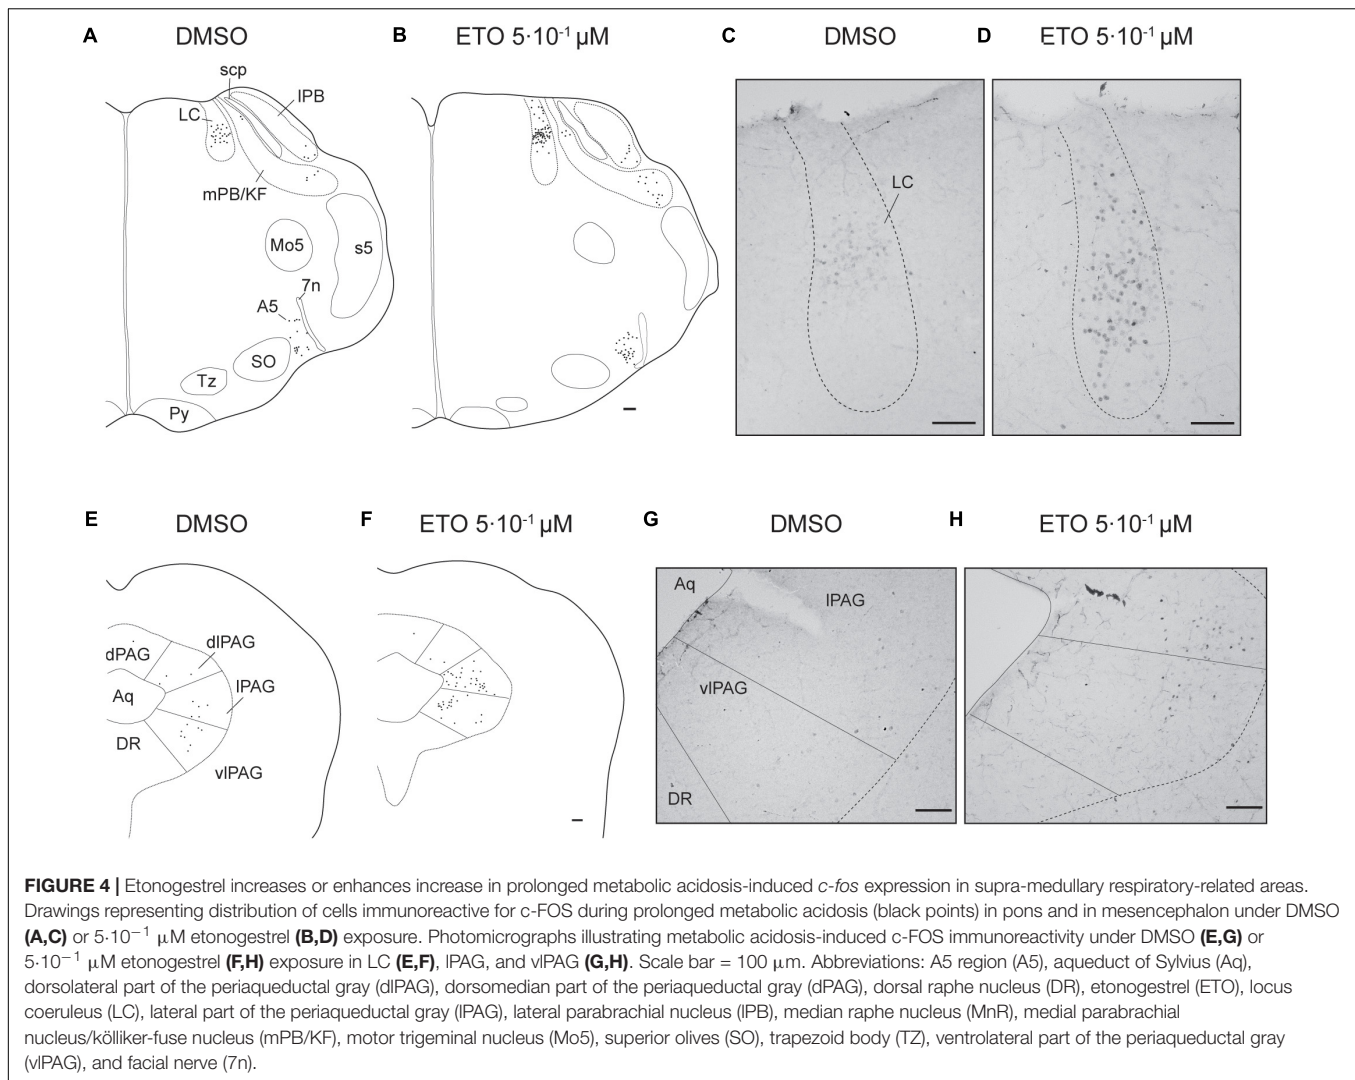 A DMSO B ETO 5·10⁻¹ µM C DMSO D ETO 5·10⁻¹ µM
scp
lPB
LC
mPB/KF
LC
Mo5
s5
7n
A5
SO
Tz
Py
E DMSO F ETO 5·10⁻¹ µM G DMSO H ETO 5·10⁻¹ µM
Aq
lPAG
dPAG
dlPAG
lPAG
Aq
vlPAG
DR
vlPAG
DR
FIGURE 4 | Etonogestrel increases or enhances increase in prolonged metabolic acidosis-induced c-fos expression in supra-medullary respiratory-related areas.
Drawings representing distribution of cells immunoreactive for c-FOS during prolonged metabolic acidosis (black points) in pons and in mesencephalon under DMSO
(A,C) or 5·10⁻¹ µM etonogestrel (B,D) exposure. Photomicrographs illustrating metabolic acidosis-induced c-FOS immunoreactivity under DMSO (E,G) or
5·10⁻¹ µM etonogestrel (F,H) exposure in LC (E,F), lPAG, and vlPAG (G,H). Scale bar = 100 µm. Abbreviations: A5 region (A5), aqueduct of Sylvius (Aq),
dorsolateral part of the periaqueductal gray (dlPAG), dorsomedian part of the periaqueductal gray (dPAG), dorsal raphe nucleus (DR), etonogestrel (ETO), locus
coeruleus (LC), lateral part of the periaqueductal gray (lPAG), lateral parabrachial nucleus (lPB), median raphe nucleus (MnR), medial parabrachial
nucleus/kölliker-fuse nucleus (mPB/KF), motor trigeminal nucleus (Mo5), superior olives (SO), trapezoid body (TZ), ventrolateral part of the periaqueductal gray
(vlPAG), and facial nerve (7n).